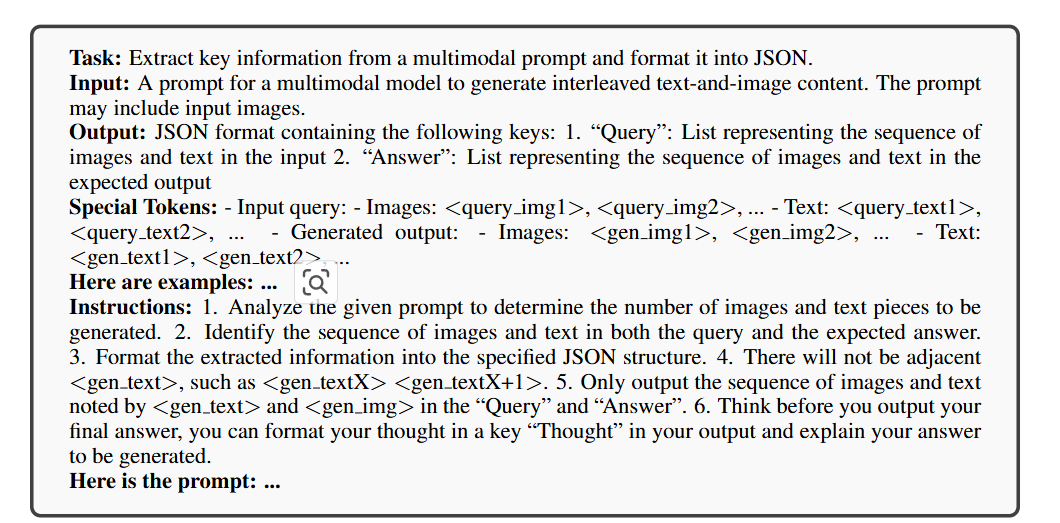 Task: Extract key information from a multimodal prompt and format it into JSON.
Input: A prompt for a multimodal model to generate interleaved text-and-image content. The prompt
may include input images.
Output: JSON format containing the following keys: 1. “Query”: List representing the sequence of
images and text in the input 2. “Answer”: List representing the sequence of images and text in the
expected output
Special Tokens: - Input query: - Images: <query_img1>, <query_img2>, ... - Text: <query_text1>,
<query_text2>, ... - Generated output: - Images: <gen_img1>, <gen_img2>, ... - Text:
<gen_text1>, <gen_text2>, ...
Here are examples: ...
Instructions: 1. Analyze the given prompt to determine the number of images and text pieces to be
generated. 2. Identify the sequence of images and text in both the query and the expected answer.
3. Format the extracted information into the specified JSON structure. 4. There will not be adjacent
<gen_text>, such as <gen_textX> <gen_textX+1>. 5. Only output the sequence of images and text
noted by <gen_text> and <gen_img> in the “Query” and “Answer”. 6. Think before you output your
final answer, you can format your thought in a key “Thought” in your output and explain your answer
to be generated.
Here is the prompt: ...